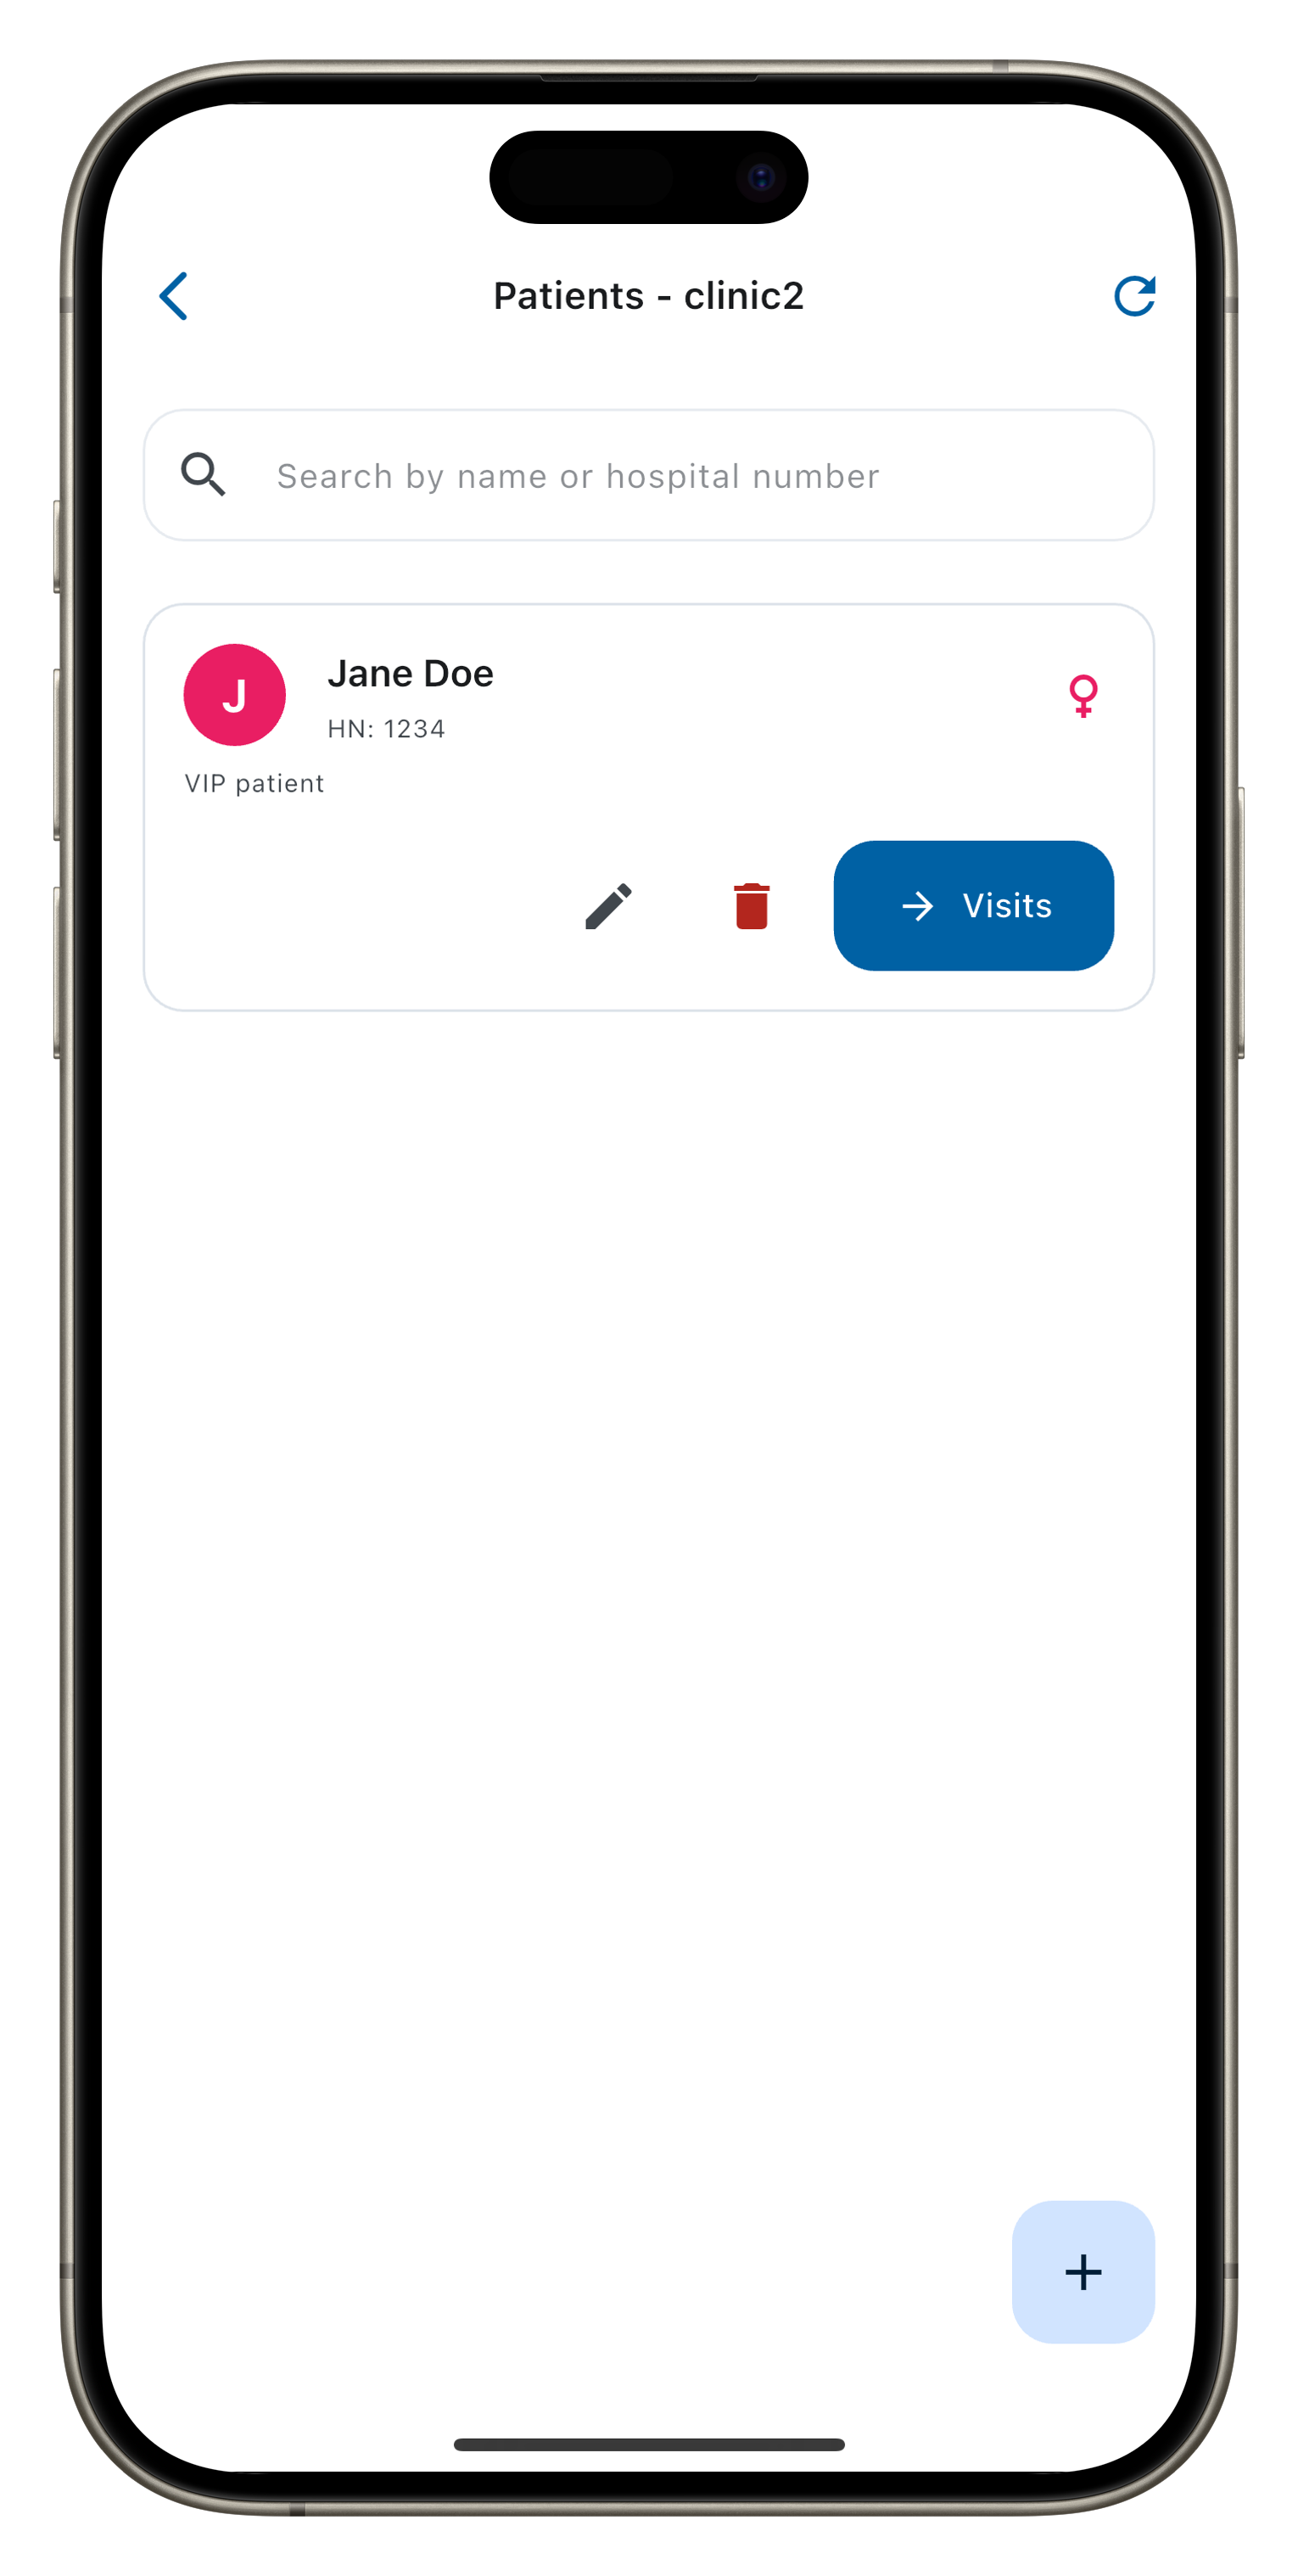 Patients - clinic2
Search by name or hospital number
J
Jane Doe
HN: 1234
VIP patient
Visits